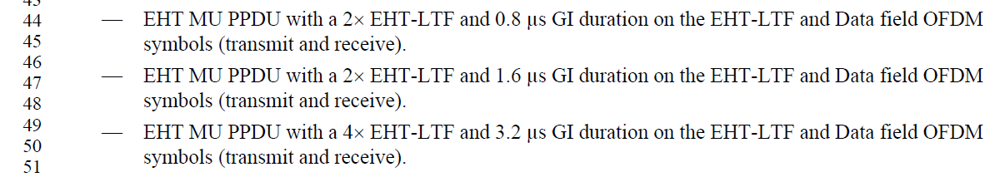 44 — EHT MU PPDU with a 2× EHT-LTF and 0.8 μs GI duration on the EHT-LTF and Data field OFDM
45 symbols (transmit and receive).
46
47 — EHT MU PPDU with a 2× EHT-LTF and 1.6 μs GI duration on the EHT-LTF and Data field OFDM
48 symbols (transmit and receive).
49 — EHT MU PPDU with a 4× EHT-LTF and 3.2 μs GI duration on the EHT-LTF and Data field OFDM
50
51 symbols (transmit and receive).